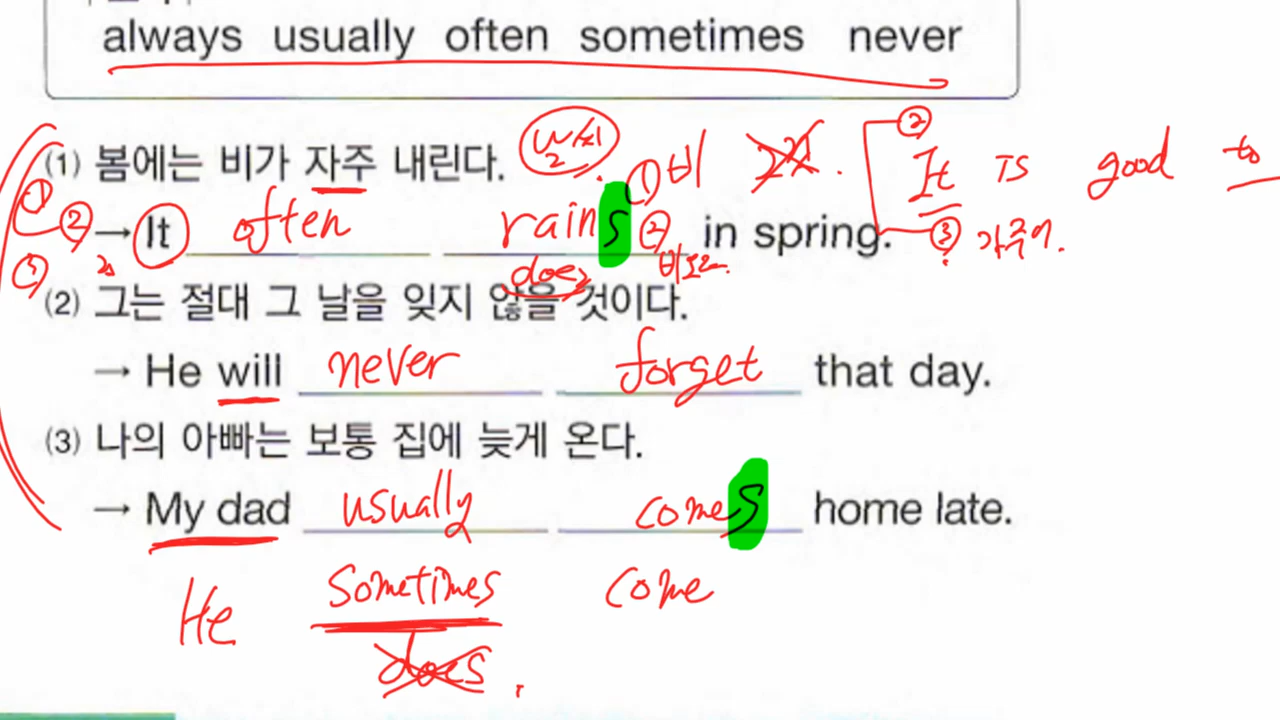 always usually often sometimes never
(1) 봄에는 비가 자주 내린다.
① 비
② It is good to
① ② → It often rains ② in spring. ③ 가주어.
③ does 비오다.
(2) 그는 절대 그 날을 잊지 않을 것이다.
→ He will never forget that day.
(3) 나의 아빠는 보통 집에 늦게 온다.
→ My dad usually comes home late.
He sometimes come
does.